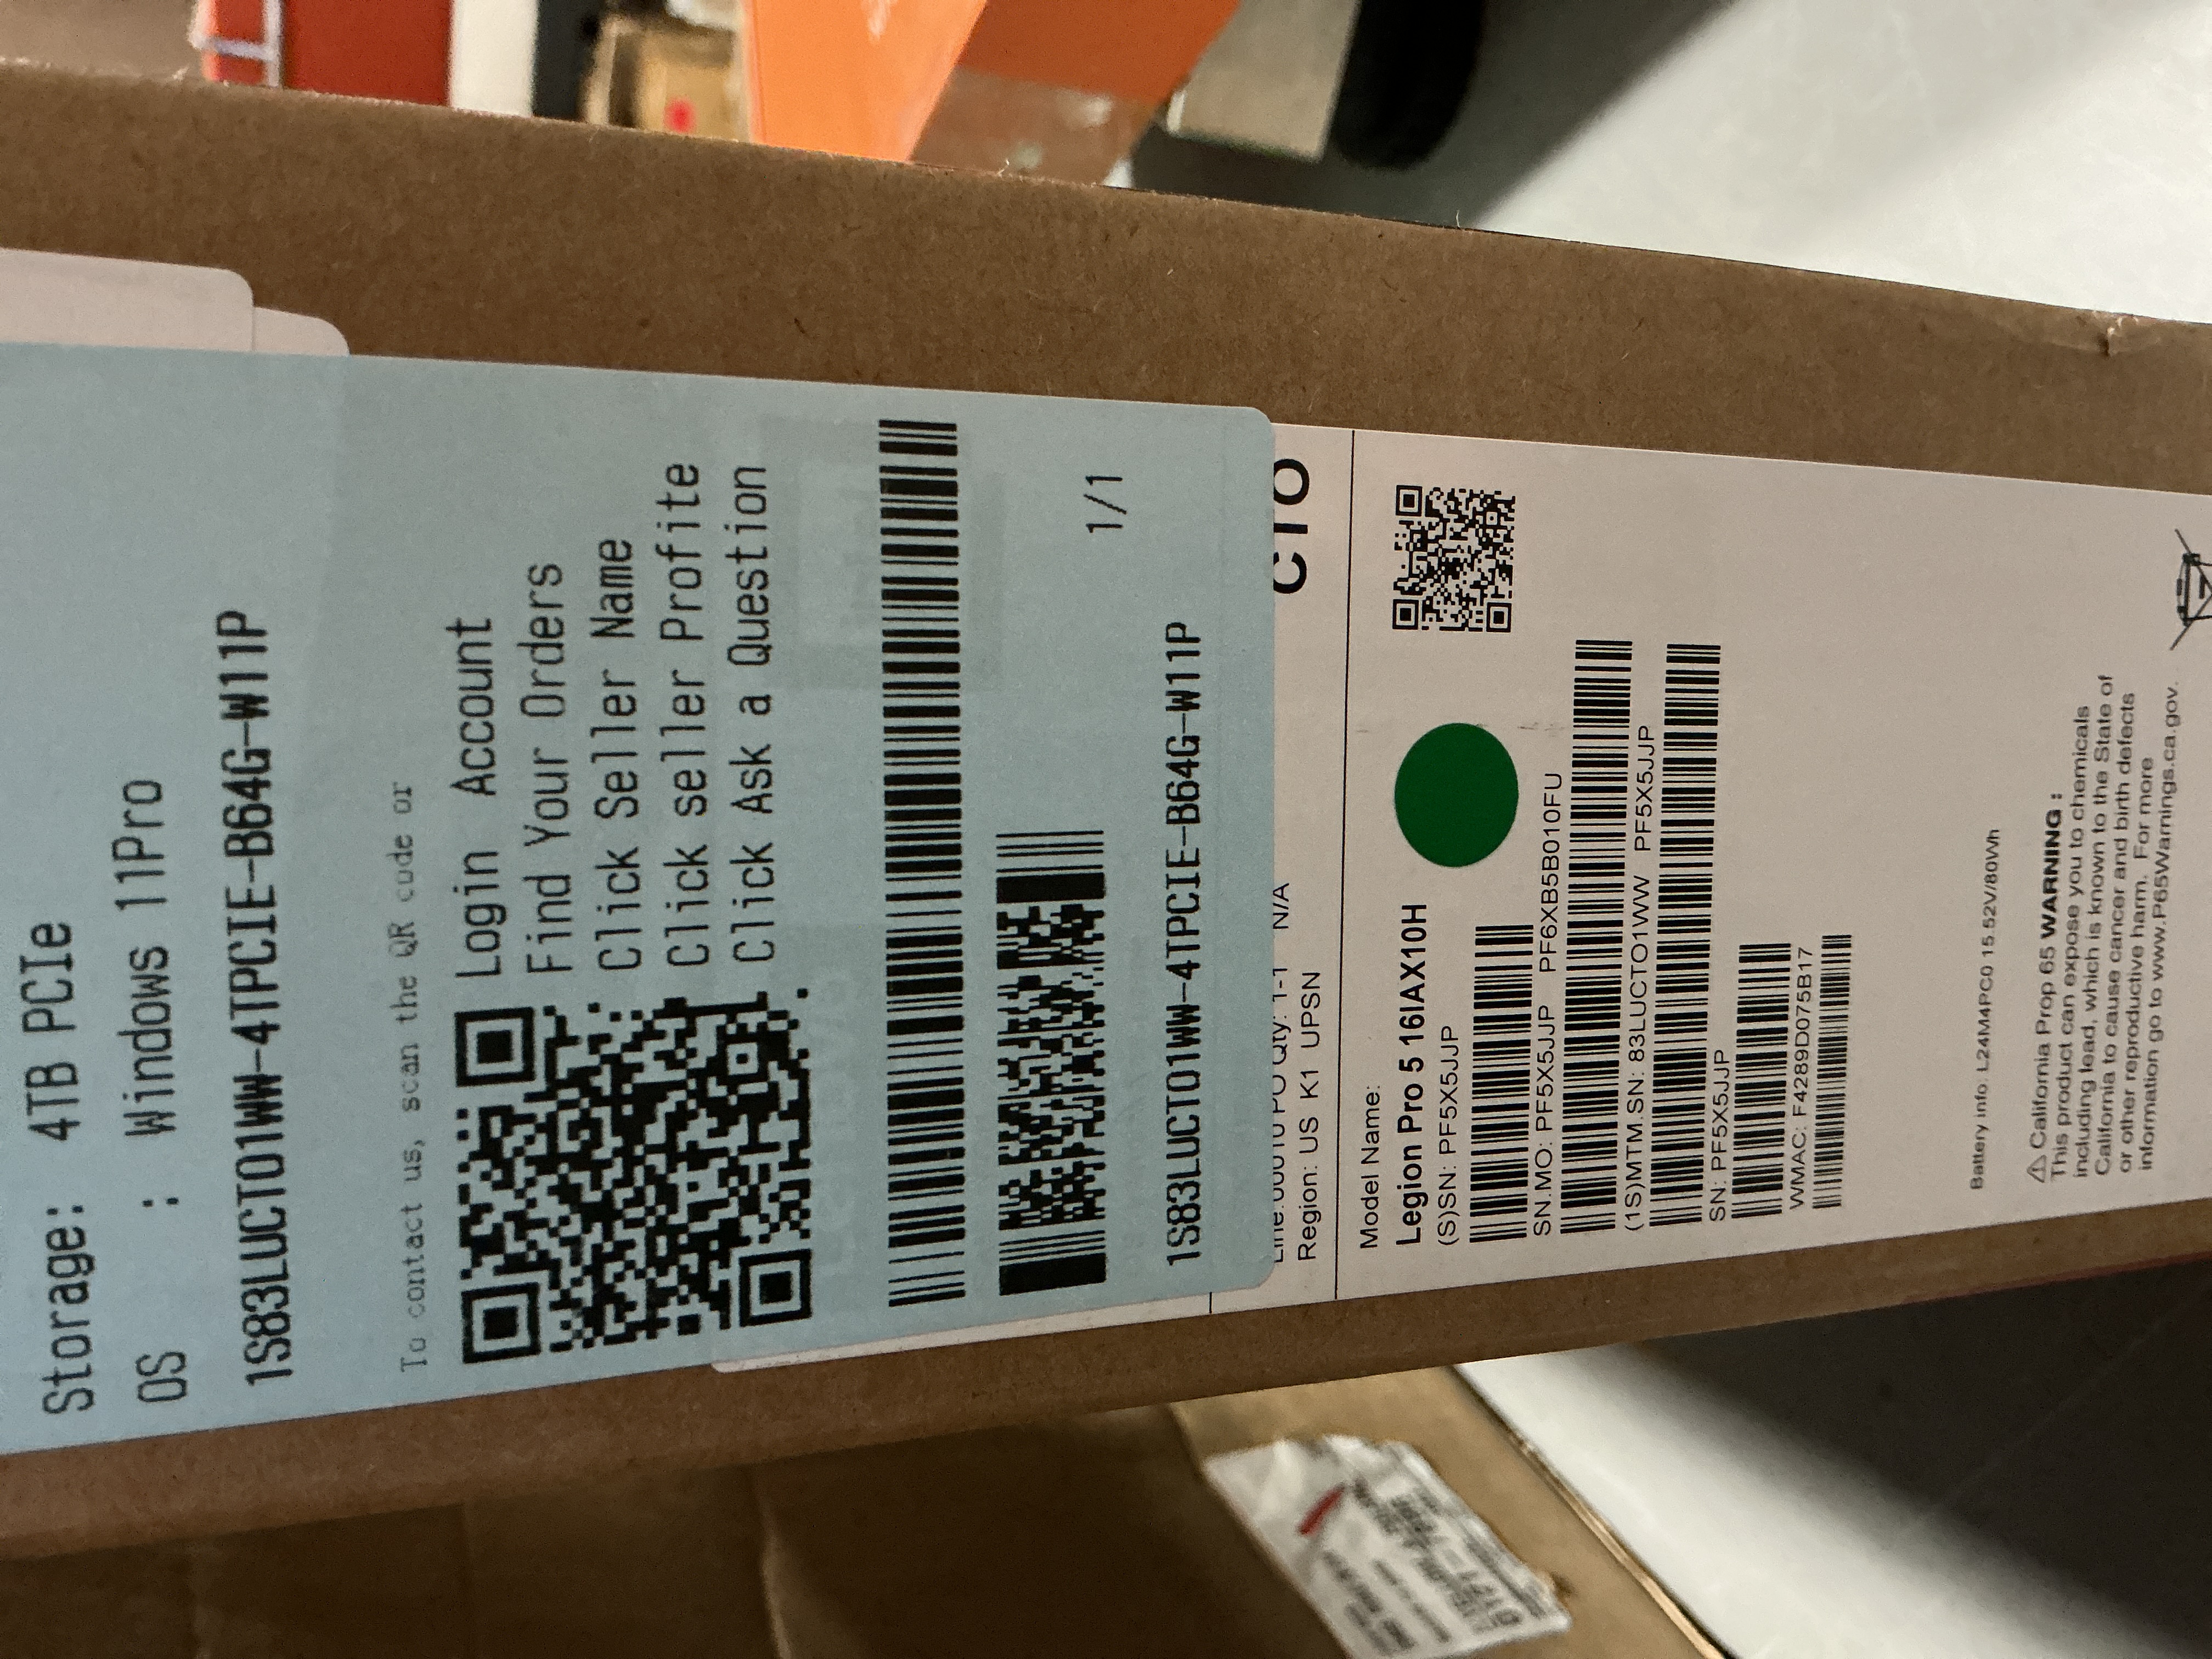 Storage: 4TB PCIe
OS : Windows 11Pro
1S83LUCTO1WW-4TPCIE-B64G-W11P
To contact us, scan the QR cude or
Login Account
Find Your Orders
Click Seller Name
Click seller Profite
Click Ask a Question
1/1
1S83LUCTO1WW-4TPCIE-B64G-W11P
CTO
Qty: 1-1 N/A
Region: US K1 UPSN
Model Name:
Legion Pro 5 16IAX10H
(S)SN: PF5X5JJP
SN.MO: PF5X5JJP PF6XB5B010FU
(1S)MTM.SN: 83LUCTO1WW PF5X5JJP
SN: PF5X5JJP
WMAC: F4289D075B17
Battery info. L24M4PC0 15.52V/80Wh
⚠ California Prop 65 WARNING :
This product can expose you to chemicals
including lead, which is known to the State of
California to cause cancer and birth defects
or other reproductive harm. For more
information go to www.P65Warnings.ca.gov.